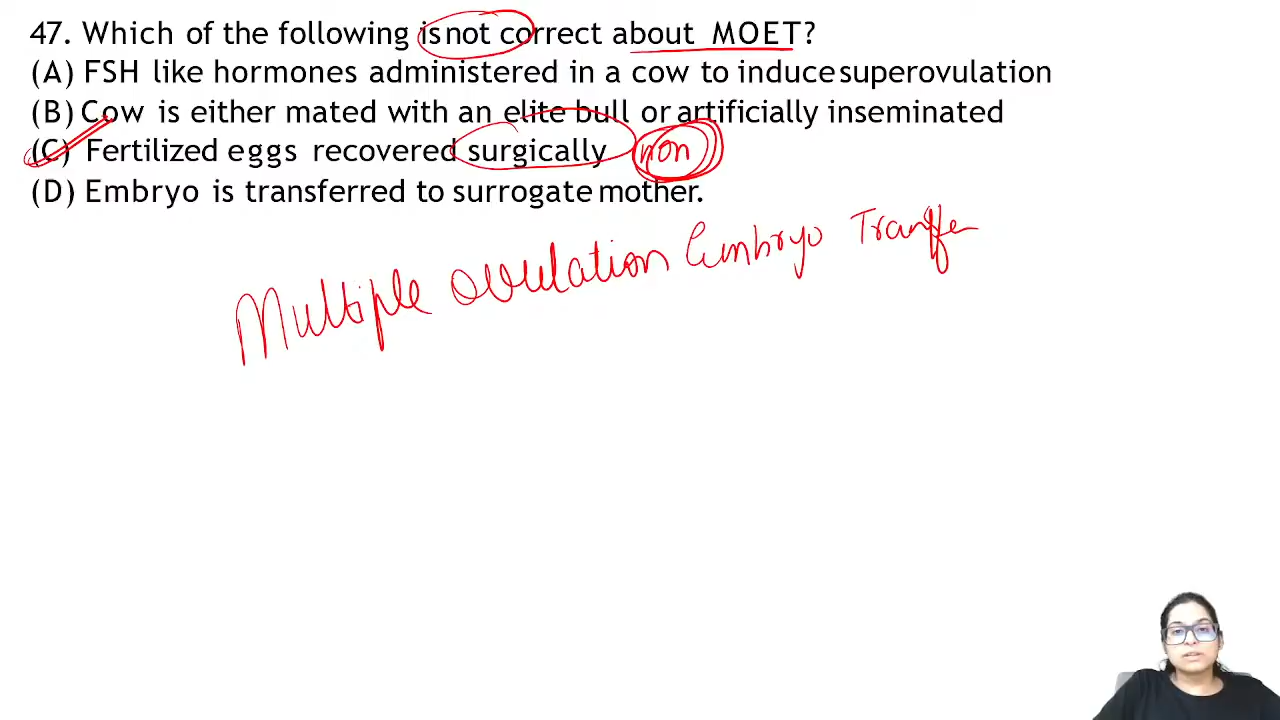 47. Which of the following is not correct about MOET?
(A) FSH like hormones administered in a cow to induce superovulation
(B) Cow is either mated with an elite bull or artificially inseminated
(C) Fertilized eggs recovered surgically non
(D) Embryo is transferred to surrogate mother.
Multiple Ovulation Embryo Transfer